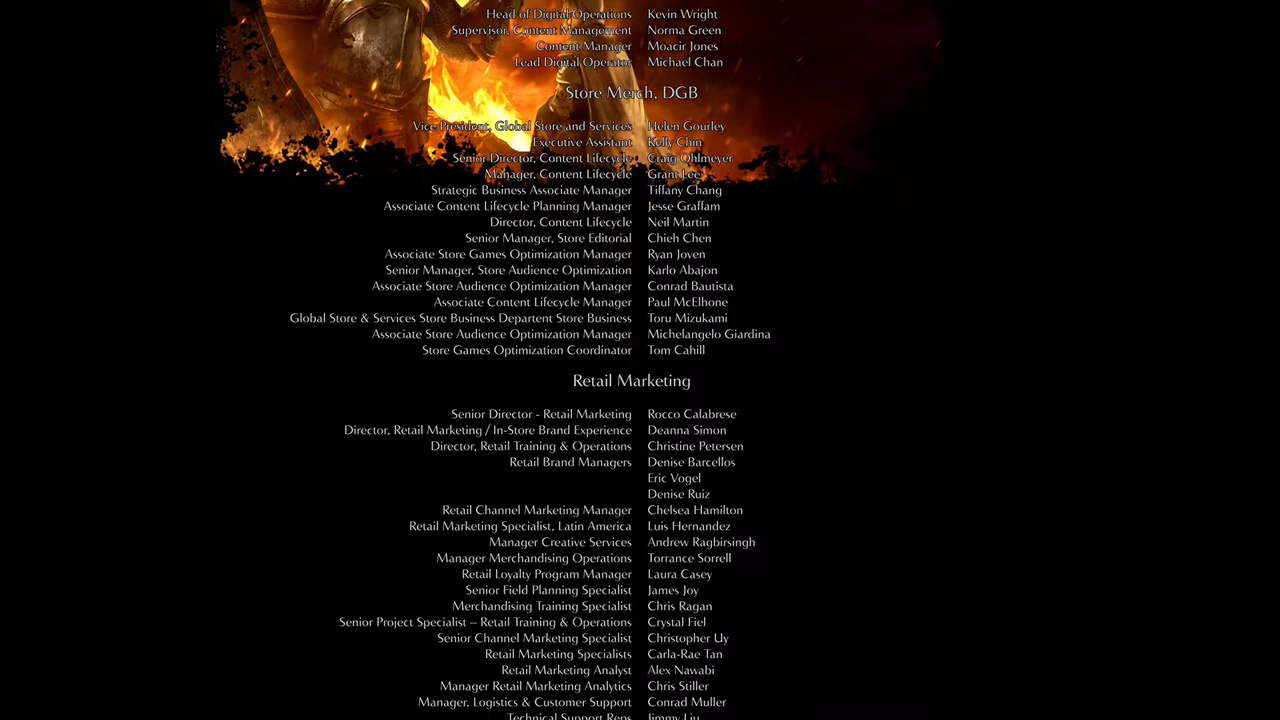 Head of Digital Operations Kevin Wright
Supervisor, Content Management Norma Green
Content Manager Moacir Jones
Lead Digital Operator Michael Chan
Store Merch, DGB
Vice President, Global Store and Services Helen Gourley
Executive Assistant Kelly Chin
Senior Director, Content Lifecycle Craig Ohlmeyer
Manager, Content Lifecycle Grant Lee
Strategic Business Associate Manager Tiffany Chang
Associate Content Lifecycle Planning Manager Jesse Graffam
Director, Content Lifecycle Neil Martin
Senior Manager, Store Editorial Chieh Chen
Associate Store Games Optimization Manager Ryan Joven
Senior Manager, Store Audience Optimization Karlo Abajon
Associate Store Audience Optimization Manager Conrad Bautista
Associate Content Lifecycle Manager Paul McElhone
Global Store & Services Store Business Departent Store Business Toru Mizukami
Associate Store Audience Optimization Manager Michelangelo Giardina
Store Games Optimization Coordinator Tom Cahill
Retail Marketing
Senior Director - Retail Marketing Rocco Calabrese
Director, Retail Marketing / In-Store Brand Experience Deanna Simon
Director, Retail Training & Operations Christine Petersen
Retail Brand Managers Denise Barcellos
Eric Vogel
Denise Ruiz
Retail Channel Marketing Manager Chelsea Hamilton
Retail Marketing Specialist, Latin America Luis Hernandez
Manager Creative Services Andrew Ragbirsingh
Manager Merchandising Operations Torrance Sorrell
Retail Loyalty Program Manager Laura Casey
Senior Field Planning Specialist James Joy
Merchandising Training Specialist Chris Ragan
Senior Project Specialist – Retail Training & Operations Crystal Fiel
Senior Channel Marketing Specialist Christopher Uy
Retail Marketing Specialists Carla-Rae Tan
Retail Marketing Analyst Alex Nawabi
Manager Retail Marketing Analytics Chris Stiller
Manager, Logistics & Customer Support Conrad Muller
Technical Support Reps Jimmy Liu